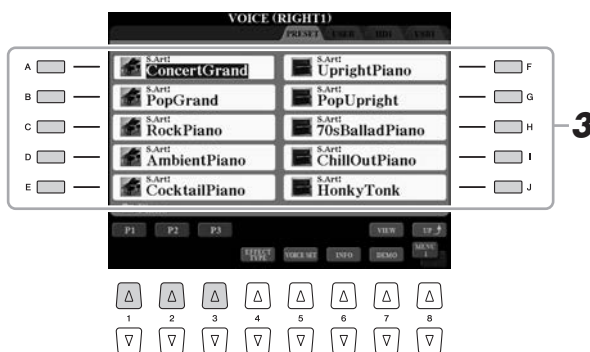 VOICE (RIGHT1)
PRESET USER HD1 USB1
A S.Art! ConcertGrand S.Art! UprightPiano F
B S.Art! PopGrand S.Art! PopUpright G
C S.Art! RockPiano S.Art! 70sBalladPiano H 3
D S.Art! AmbientPiano S.Art! ChillOutPiano I
E S.Art! CocktailPiano S.Art! HonkyTonk J
P1 P2 P3 VIEW UP
EFFECT TYPE VOICE SET INFO DEMO MENU 1
1 2 3 4 5 6 7 8